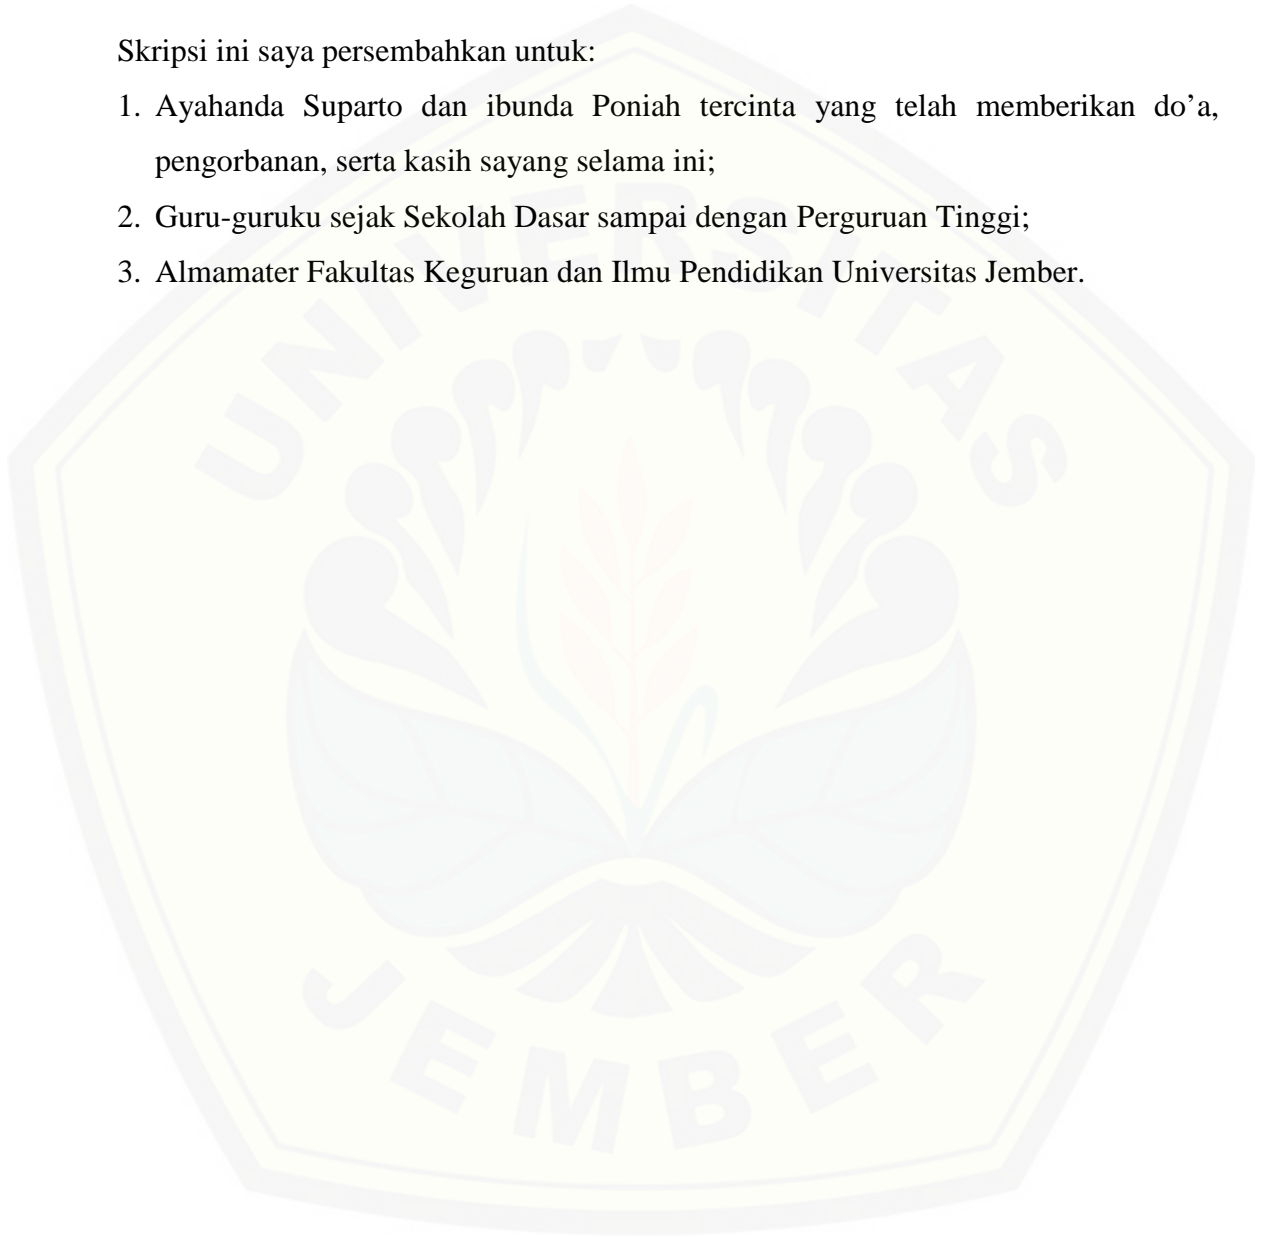 Skripsi ini saya persembahkan untuk:
1. Ayahanda Suparto dan ibunda Poniah tercinta yang telah memberikan do’a,
pengorbanan, serta kasih sayang selama ini;
2. Guru-guruku sejak Sekolah Dasar sampai dengan Perguruan Tinggi;
3. Almamater Fakultas Keguruan dan Ilmu Pendidikan Universitas Jember.
UNIVERSITAS
JEMBER